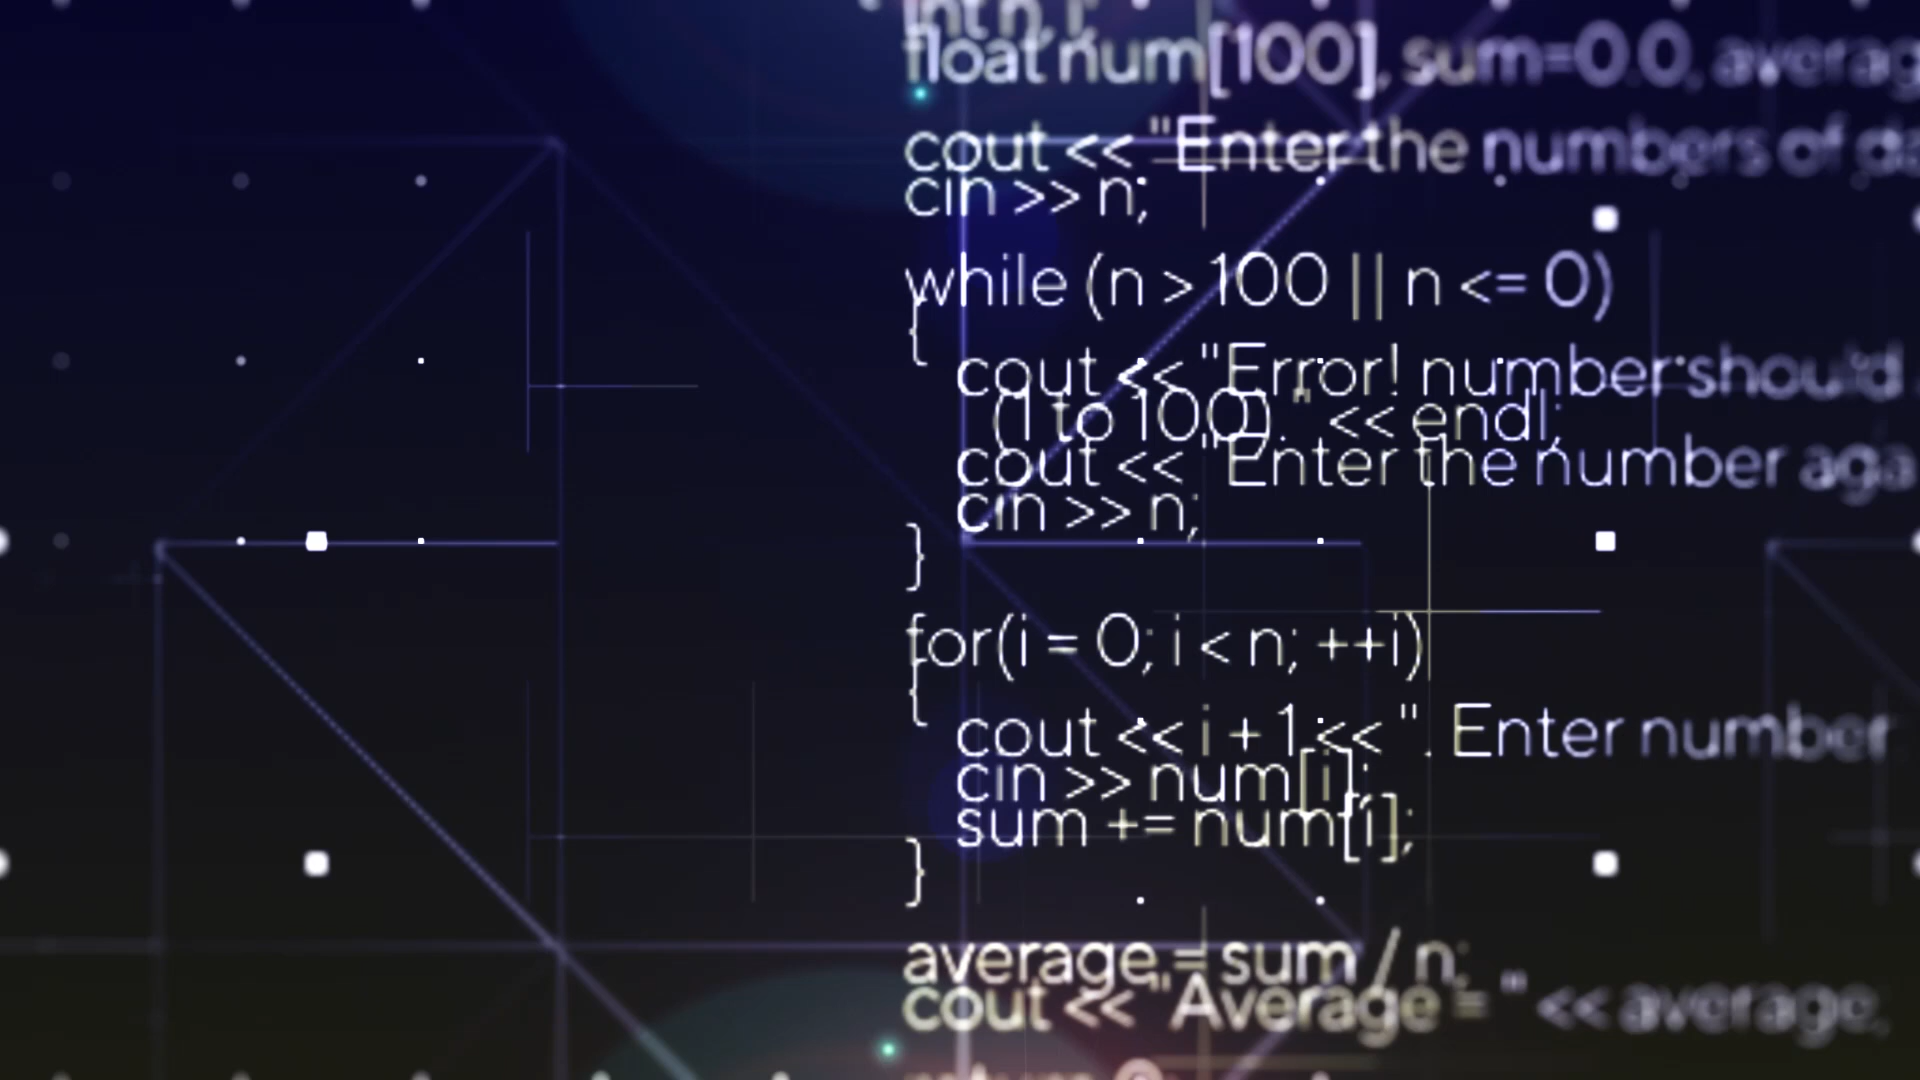 int n, i;
float num[100], sum=0.0, averag
cout << "Enter the numbers of da
cin >> n;
while (n > 100 || n <= 0)
{
cout << "Error! number should
(1 to 100). " << endl;
cout << "Enter the number aga
cin >> n;
}
for(i = 0; i < n; ++i)
{
cout << i + 1 << ". Enter number
cin >> num[i];
sum += num[i];
}
average = sum / n;
cout << "Average = " << average;